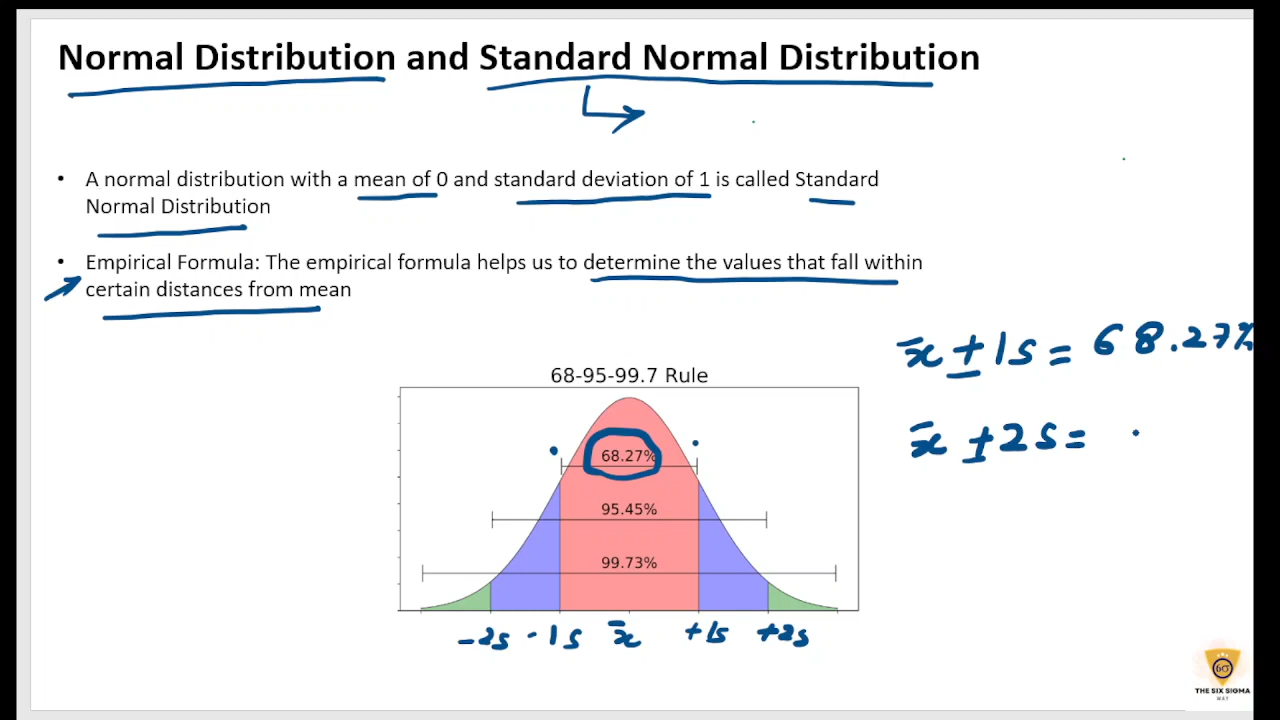 Normal Distribution and Standard Normal Distribution
• A normal distribution with a mean of 0 and standard deviation of 1 is called Standard
Normal Distribution
• Empirical Formula: The empirical formula helps us to determine the values that fall within
certain distances from mean
x̄ ± 1s = 68.27%
x̄ ± 2s =
68-95-99.7 Rule
68.27%
95.45%
99.73%
-2s -1s x̄ +1s +2s
6σ
THE SIX SIGMA
WAY